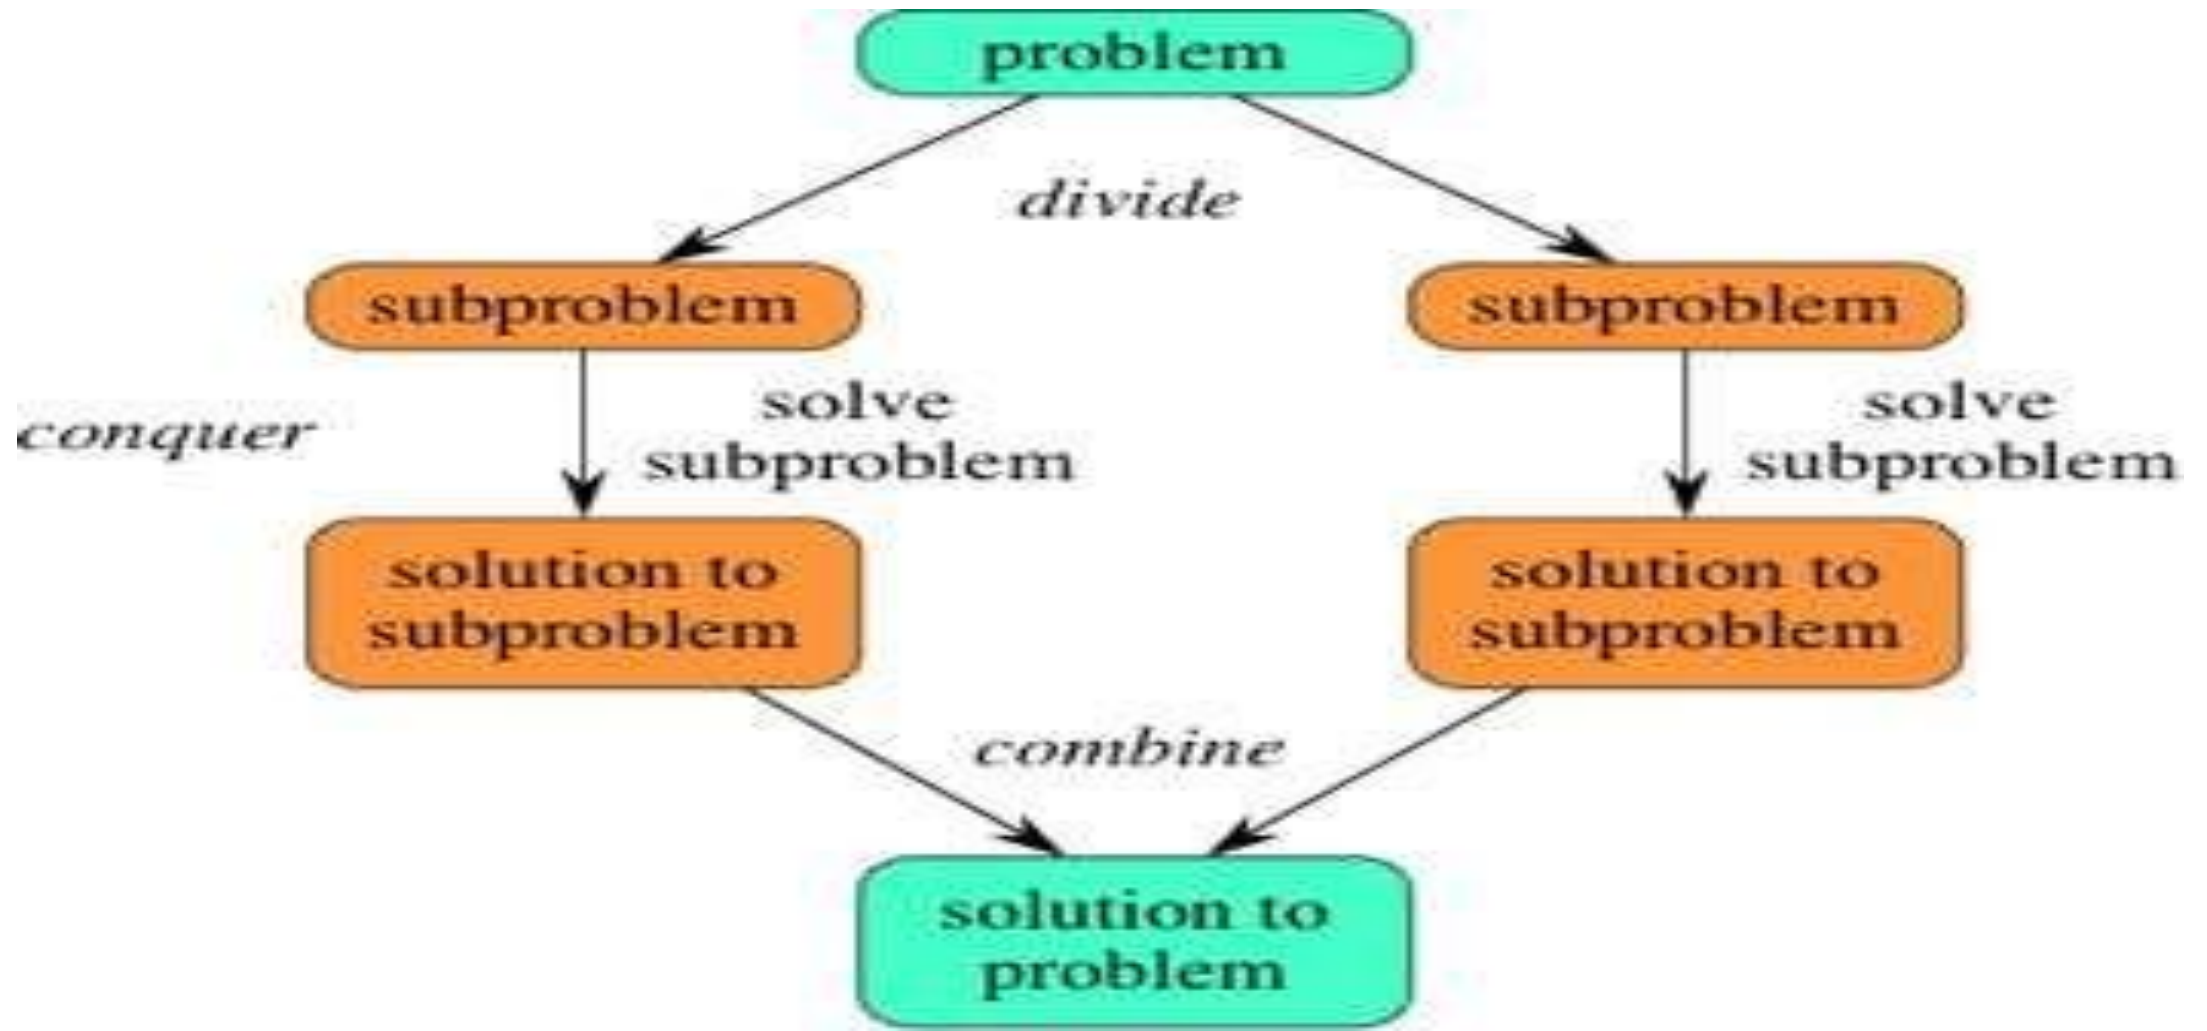 problem
divide
subproblem
subproblem
conquer
solve
subproblem
solve
subproblem
solution to
subproblem
solution to
subproblem
combine
solution to
problem